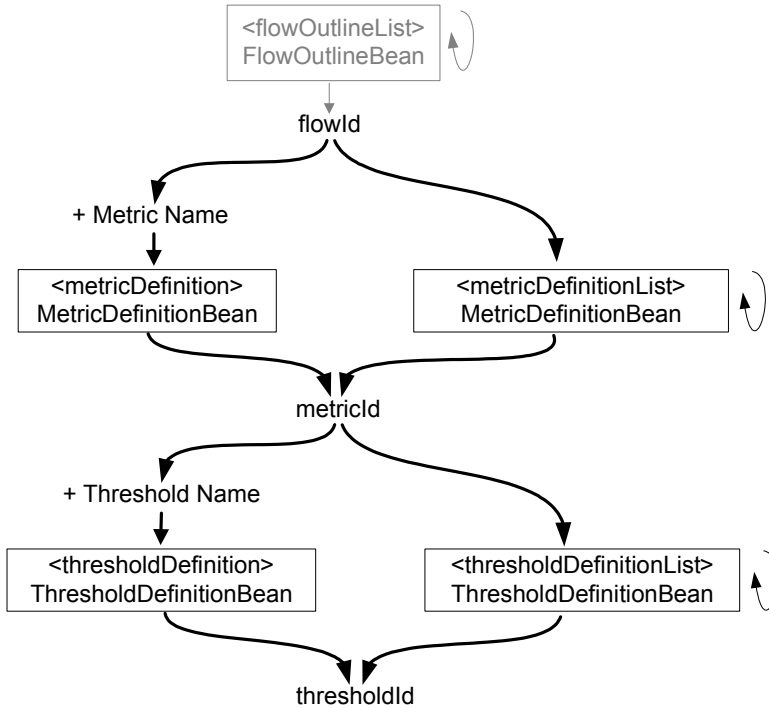 <flowOutlineList>
FlowOutlineBean
flowId
+ Metric Name
<metricDefinition>
MetricDefinitionBean
<metricDefinitionList>
MetricDefinitionBean
metricId
+ Threshold Name
<thresholdDefinition>
ThresholdDefinitionBean
<thresholdDefinitionList>
ThresholdDefinitionBean
thresholdId